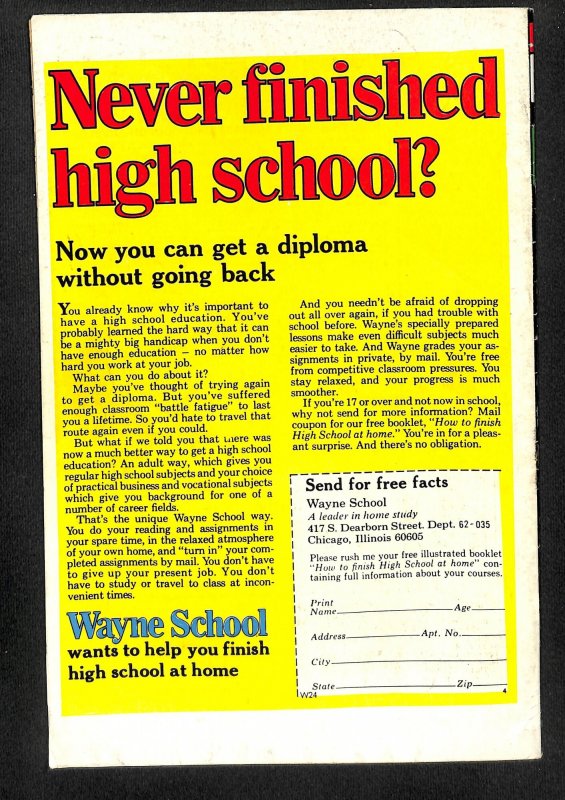 Never finished
high school?
Now you can get a diploma
without going back
You already know why it's important to
have a high school education. You've
probably learned the hard way that it can
be a mighty big handicap when you don't
have enough education – no matter how
hard you work at your job.
What can you do about it?
Maybe you've thought of trying again
to get a diploma. But you've suffered
enough classroom "battle fatigue" to last
you a lifetime. So you'd hate to travel that
route again even if you could.
But what if we told you that there was
now a much better way to get a high school
education? An adult way, which gives you
regular high school subjects and your choice
of practical business and vocational subjects
which give you background for one of a
number of career fields.
That's the unique Wayne School way.
You do your reading and assignments in
your spare time, in the relaxed atmosphere
of your own home, and "turn in" your com-
pleted assignments by mail. You don't have
to give up your present job. You don't
have to study or travel to class at incon-
venient times.
Wayne School
wants to help you finish
high school at home
And you needn't be afraid of dropping
out all over again, if you had trouble with
school before. Wayne's specially prepared
lessons make even difficult subjects much
easier to take. And Wayne grades your as-
signments in private, by mail. You're free
from competitive classroom pressures. You
stay relaxed, and your progress is much
smoother.
If you're 17 or over and not now in school,
why not send for more information? Mail
coupon for our free booklet, "How to finish
High School at home." You're in for a pleas-
ant surprise. And there's no obligation.
Send for free facts
Wayne School
A leader in home study
417 S. Dearborn Street. Dept. 62-035
Chicago, Illinois 60605
Please rush me your free illustrated booklet
"How to finish High School at home" con-
taining full information about your courses.
Print
Name Age
Address Apt. No.
City
State Zip
W24 4